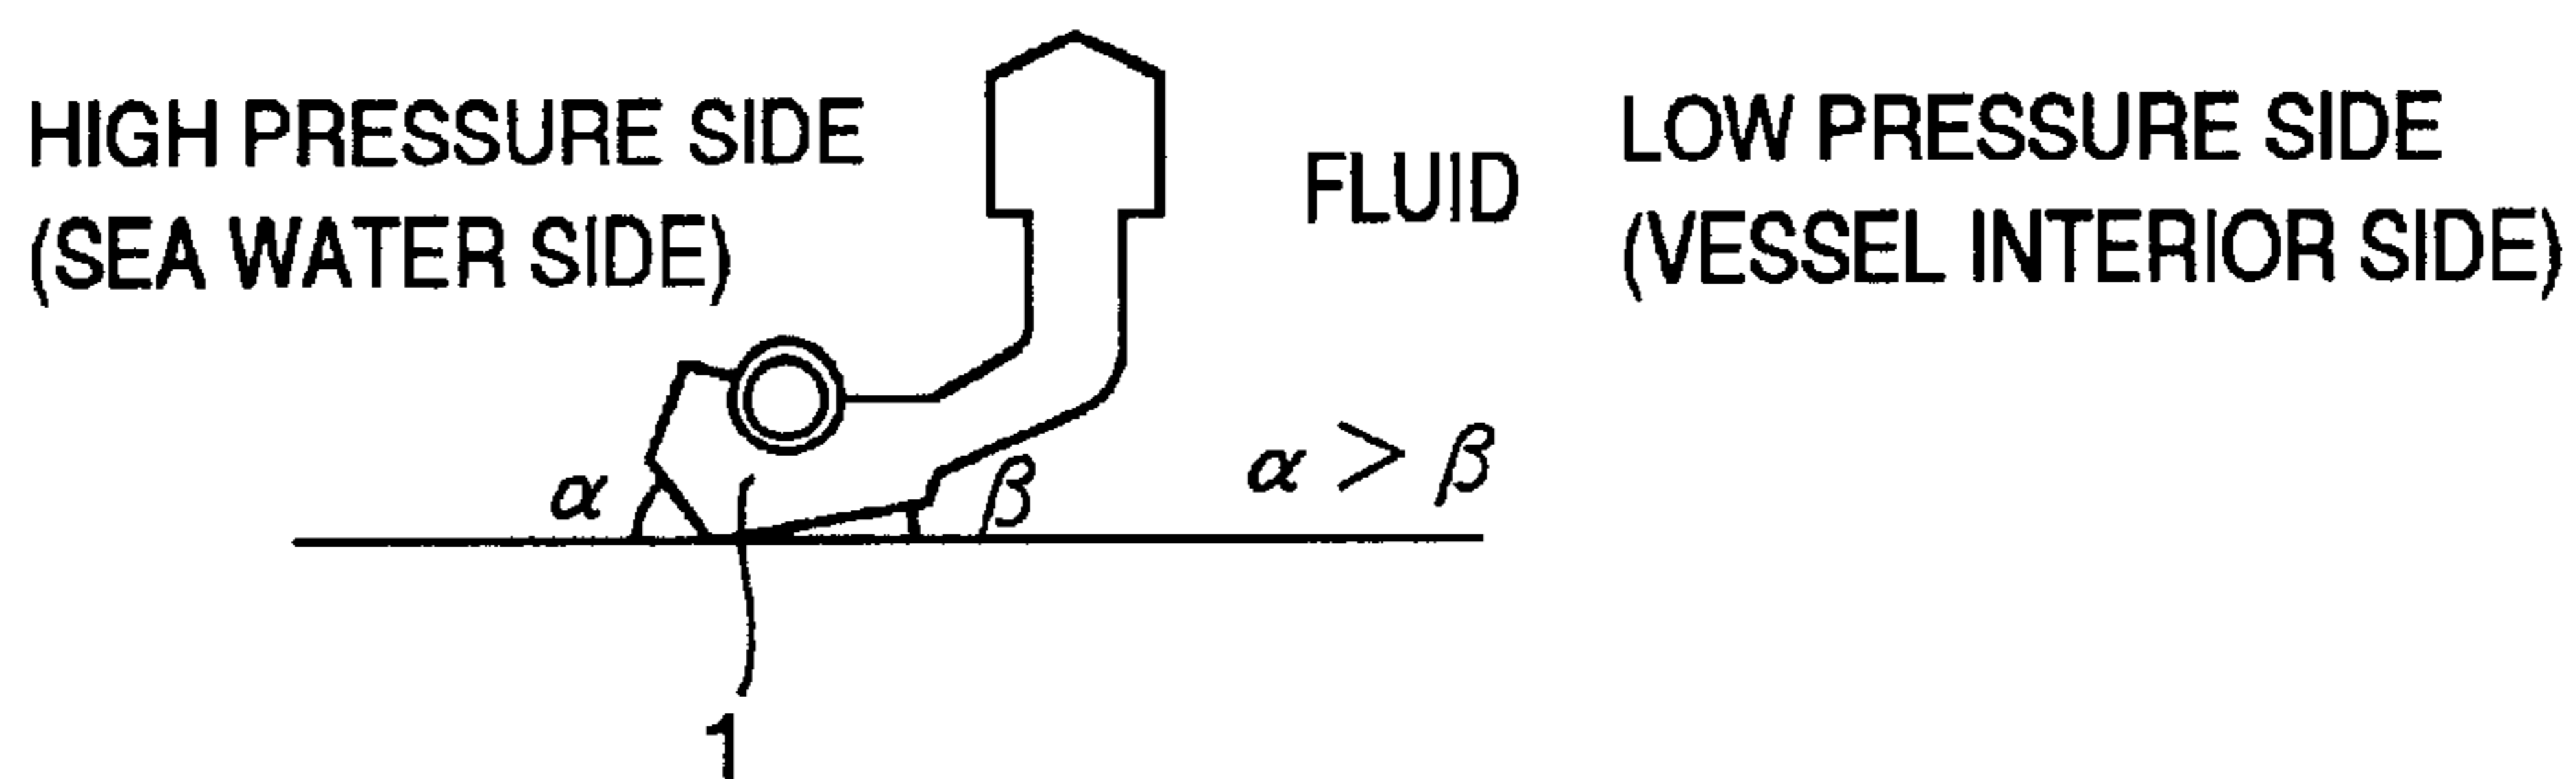 HIGH PRESSURE SIDE
(SEA WATER SIDE)
FLUID
LOW PRESSURE SIDE
(VESSEL INTERIOR SIDE)
α
β
α > β
1